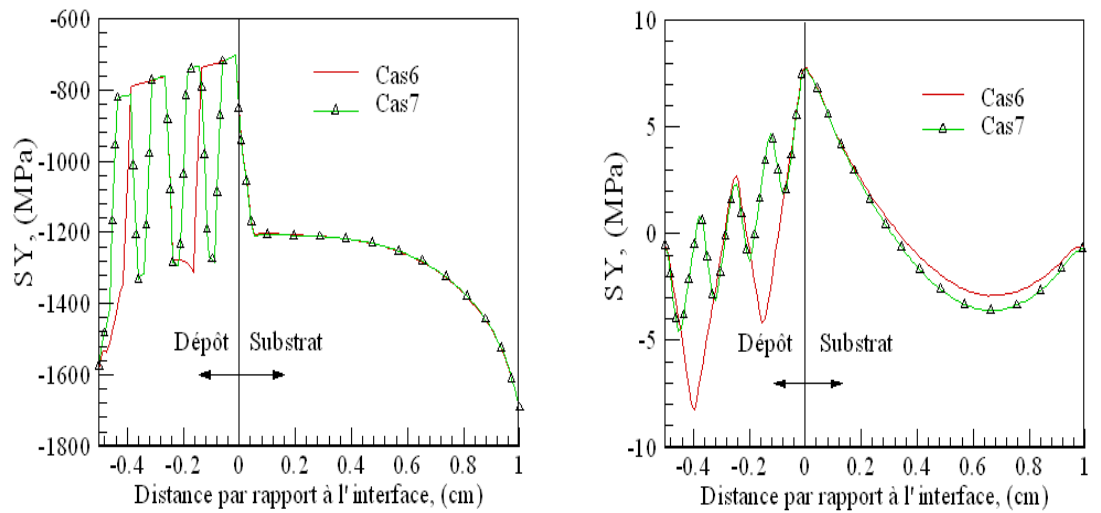 -600
-800
-1000
-1200
-1400
-1600
-1800
SY, (MPa)
Cas6
Cas7
Dépôt
Substrat
-0.4
-0.2
0
0.2
0.4
0.6
0.8
1
Distance par rapport à l'interface, (cm)
10
5
0
-5
-10
SY, (MPa)
Cas6
Cas7
Dépôt
Substrat
-0.4
-0.2
0
0.2
0.4
0.6
0.8
1
Distance par rapport à l'interface, (cm)